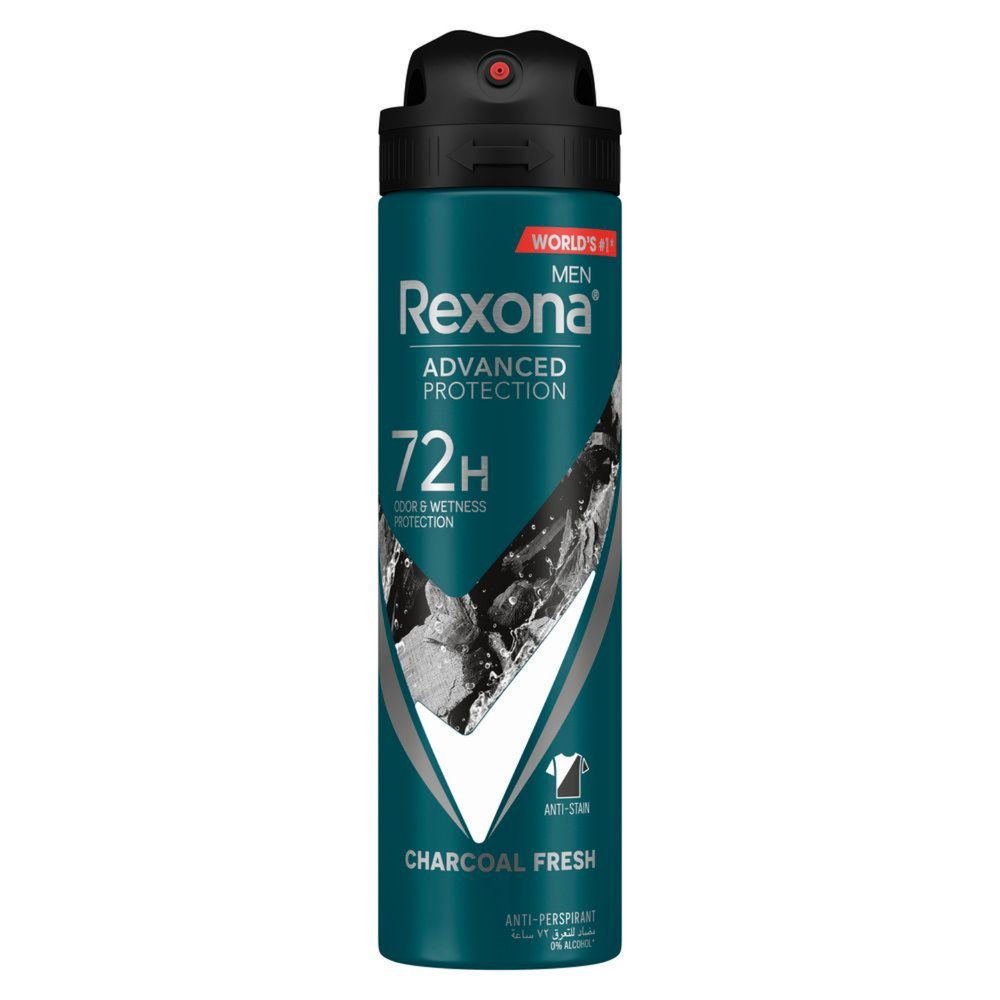 WORLD'S #1*
MEN
Rexona®
ADVANCED
PROTECTION
72H
ODOR & WETNESS
PROTECTION
ANTI-STAIN
CHARCOAL FRESH
ANTI-PERSPIRANT
مضاد للتعرق ٧٢ ساعة
0% ALCOHOL*